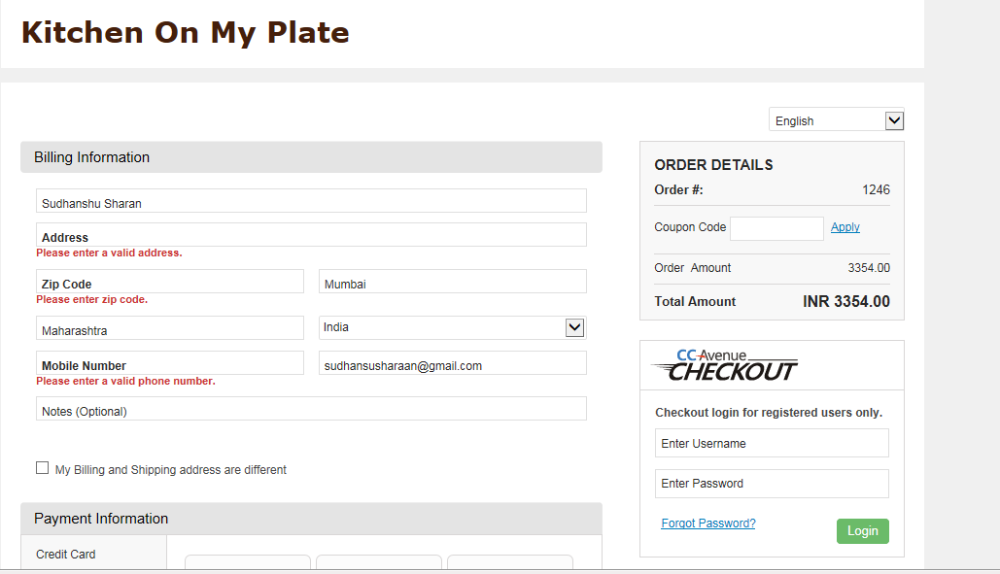 Kitchen On My Plate
English
Billing Information
Sudhanshu Sharan
Address
Please enter a valid address.
Zip Code
Mumbai
Please enter zip code.
Maharashtra
India
Mobile Number
sudhansusharaan@gmail.com
Please enter a valid phone number.
Notes (Optional)
My Billing and Shipping address are different
Payment Information
Credit Card
ORDER DETAILS
Order #: 1246
Coupon Code Apply
Order Amount 3354.00
Total Amount INR 3354.00
CCAvenue
CHECKOUT
Checkout login for registered users only.
Enter Username
Enter Password
Forgot Password?
Login